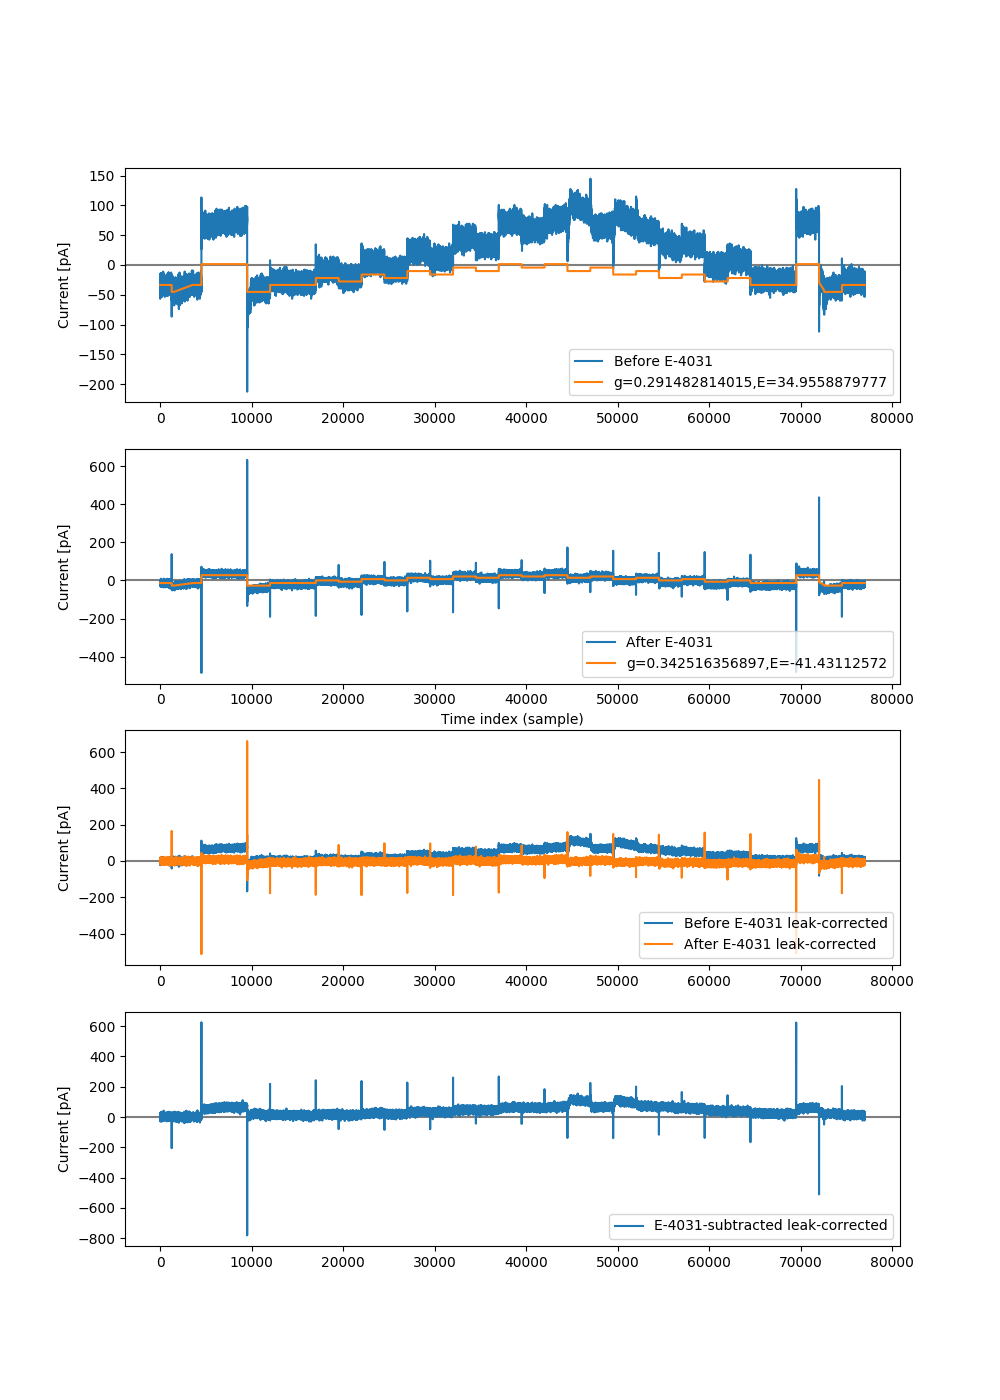 150
100
50
0
−50
−100
−150
−200
Current [pA]
Before E-4031
g=0.291482814015,E=34.9558879777
0 10000 20000 30000 40000 50000 60000 70000 80000
600
400
200
0
−200
−400
Current [pA]
After E-4031
g=0.342516356897,E=-41.43112572
0 10000 20000 30000 40000 50000 60000 70000 80000
Time index (sample)
600
400
200
0
−200
−400
Current [pA]
Before E-4031 leak-corrected
After E-4031 leak-corrected
0 10000 20000 30000 40000 50000 60000 70000 80000
600
400
200
0
−200
−400
−600
−800
Current [pA]
E-4031-subtracted leak-corrected
0 10000 20000 30000 40000 50000 60000 70000 80000